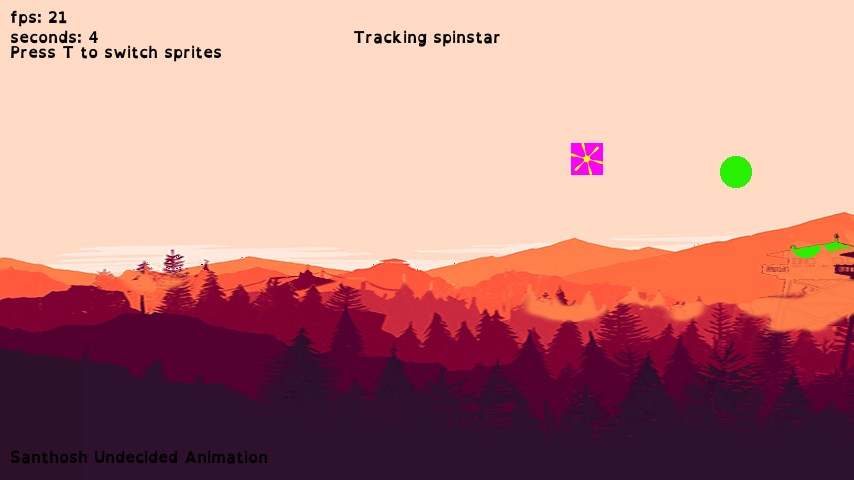 fps: 21
seconds: 4
Press T to switch sprites
Tracking spinstar
Santhosh Undecided Animation